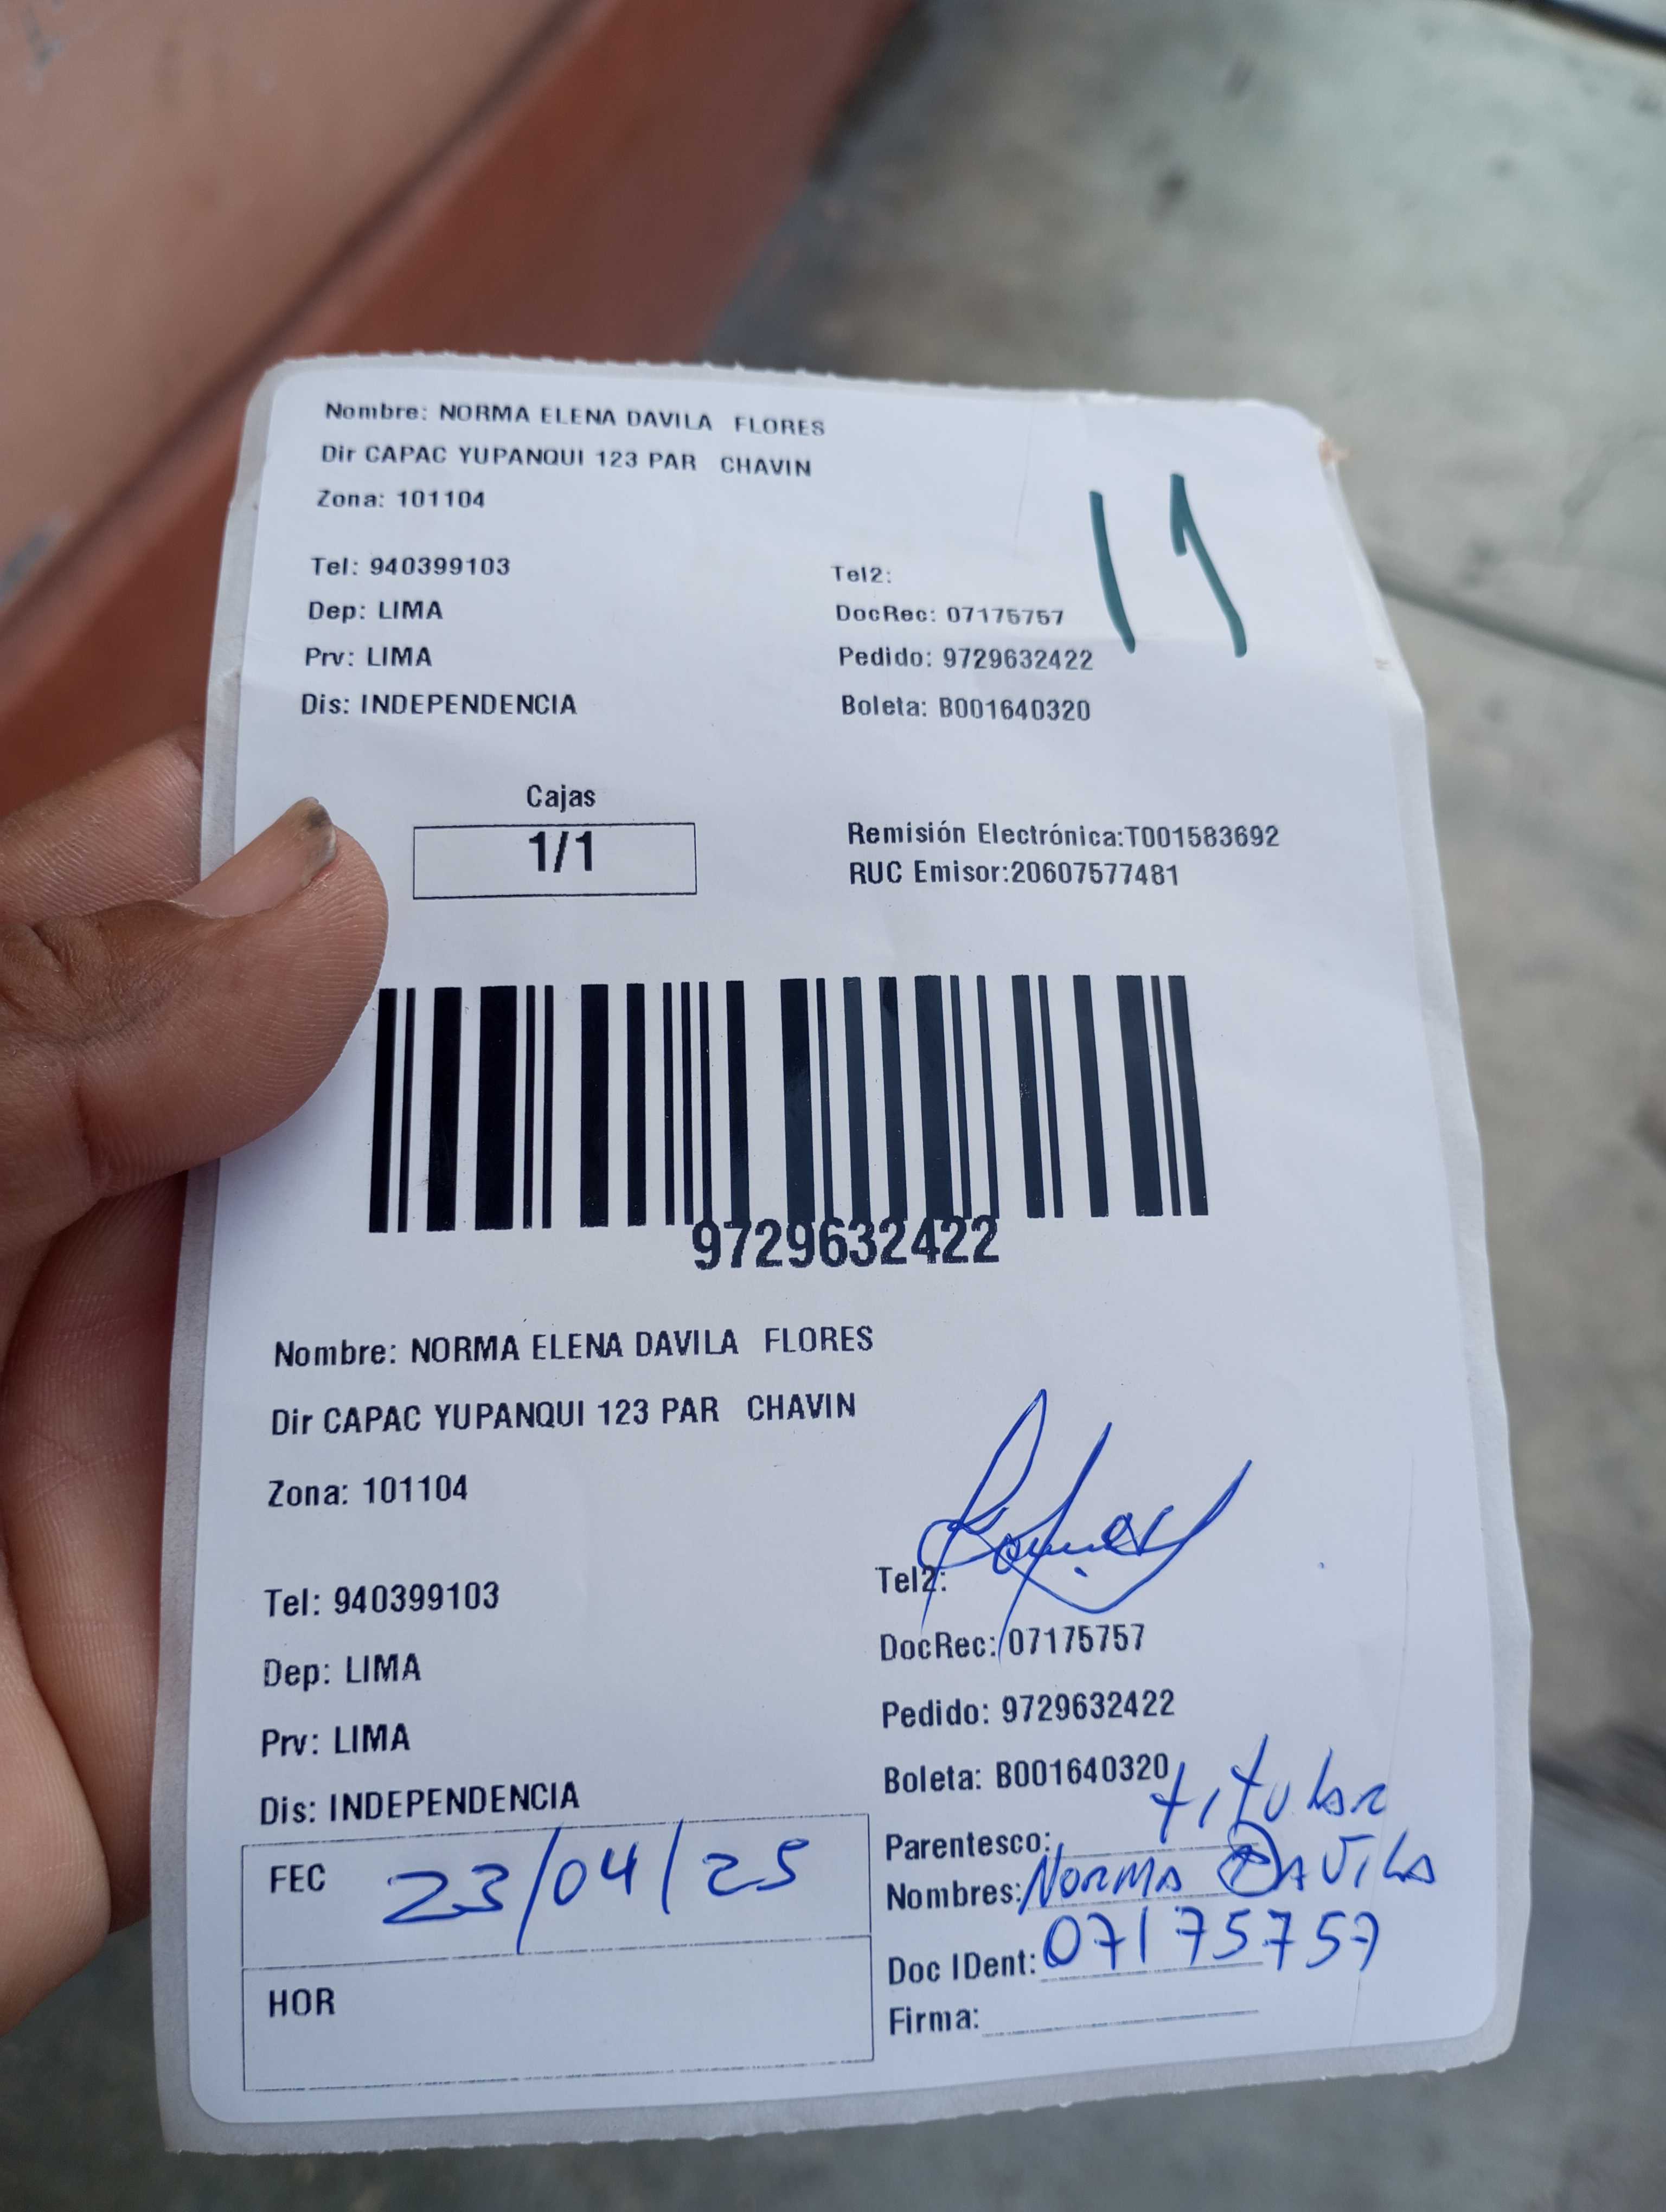 Nombre: NORMA ELENA DAVILA FLORES
Dir CAPAC YUPANQUI 123 PAR CHAVIN
Zona: 101104
11
Tel: 940399103
Tel2:
Dep: LIMA
DocRec: 07175757
Prv: LIMA
Pedido: 9729632422
Dis: INDEPENDENCIA
Boleta: B001640320
Cajas
1/1
Remisión Electrónica:T001583692
RUC Emisor:20607577481
9729632422
Nombre: NORMA ELENA DAVILA FLORES
Dir CAPAC YUPANQUI 123 PAR CHAVIN
Zona: 101104
Tel: 940399103
Tel2:
Dep: LIMA
DocRec: 07175757
Prv: LIMA
Pedido: 9729632422
Dis: INDEPENDENCIA
Boleta: B001640320
FEC 23/04/25
HOR
Parentesco: titular
Nombres: NORMA DAVILA
Doc IDent: 07175757
Firma: